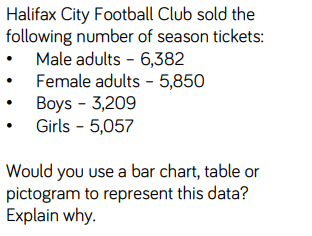 Halifax City Football Club sold the
following number of season tickets:
• Male adults – 6,382
• Female adults – 5,850
• Boys – 3,209
• Girls – 5,057
Would you use a bar chart, table or
pictogram to represent this data?
Explain why.